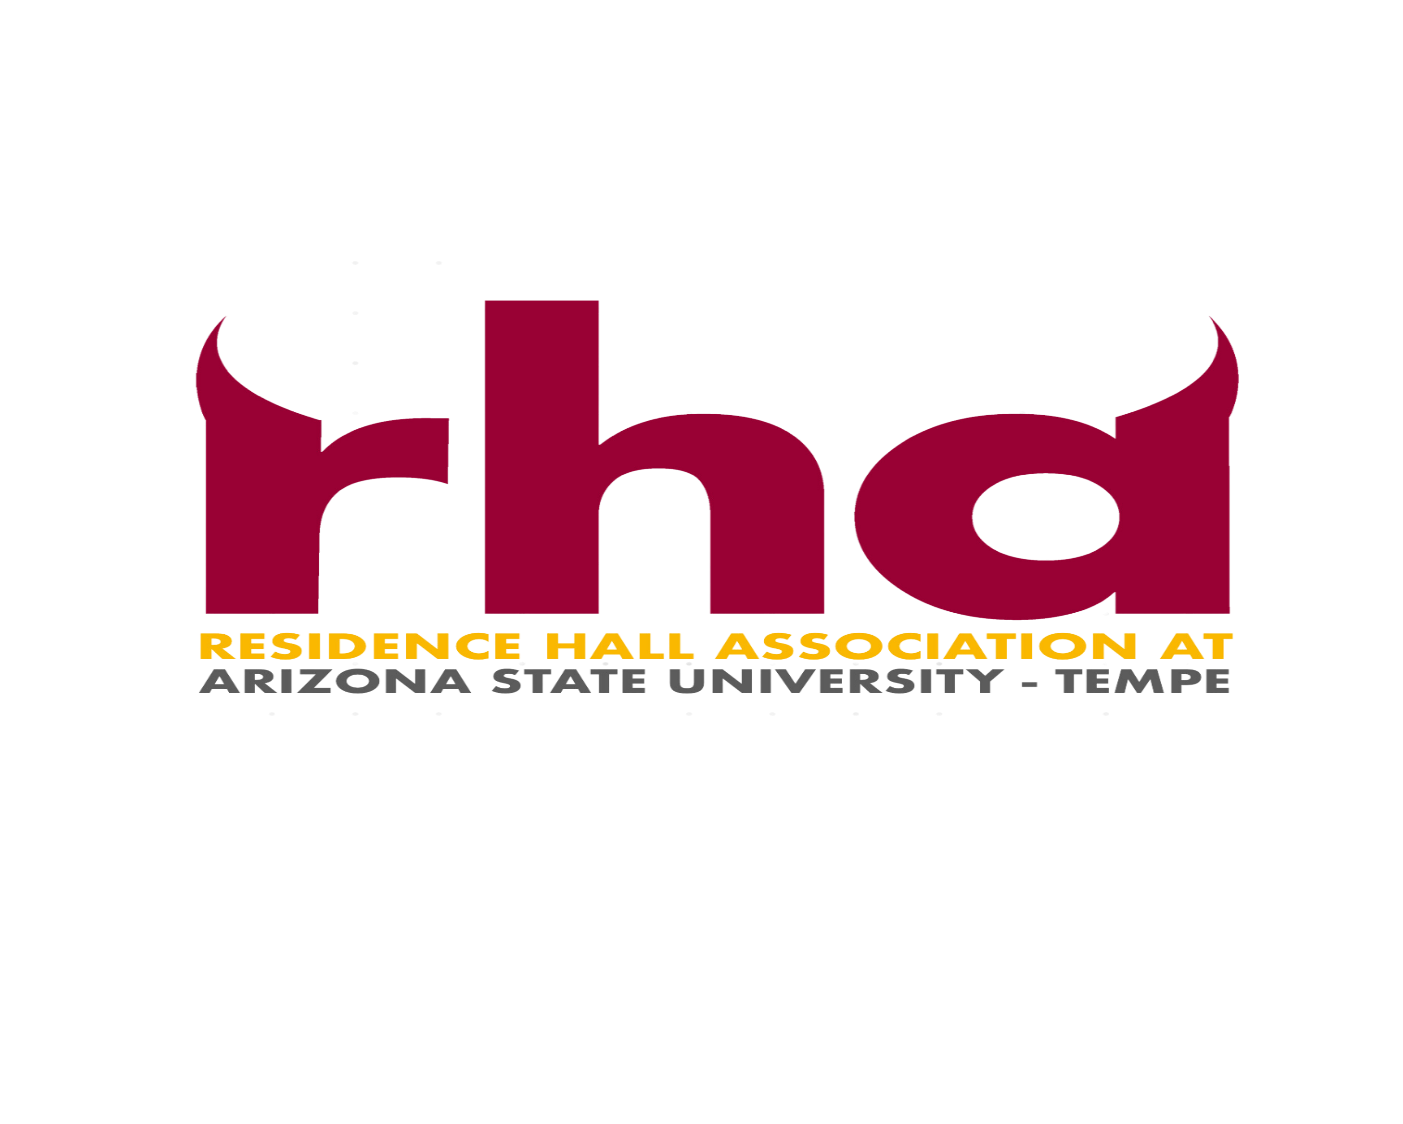 rha
RESIDENCE HALL ASSOCIATION AT
ARIZONA STATE UNIVERSITY - TEMPE